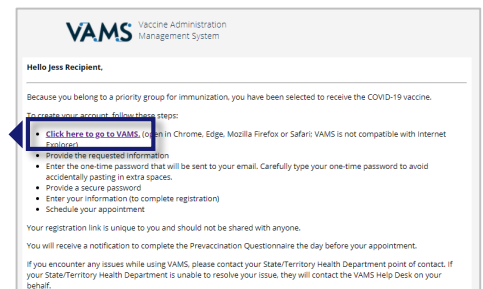 VAMS Vaccine Administration
Management System
Hello Jess Recipient,
Because you belong to a priority group for immunization, you have been selected to receive the COVID-19 vaccine.
To create your account, follow these steps:
Click here to go to VAMS. (open in Chrome, Edge, Mozilla Firefox or Safari: VAMS is not compatible with Internet
Explorer)
Provide the requested information
Enter the one-time password that will be sent to your email. Carefully type your one-time password to avoid
accidentally pasting in extra spaces.
Provide a secure password
Enter your information (to complete registration)
Schedule your appointment
Your registration link is unique to you and should not be shared with anyone.
You will receive a notification to complete the Prevaccination Questionnaire the day before your appointment.
If you encounter any issues while using VAMS, please contact your State/Territory Health Department point of contact. If
your State/Territory Health Department is unable to resolve your issue, they will contact the VAMS Help Desk on your
behalf.